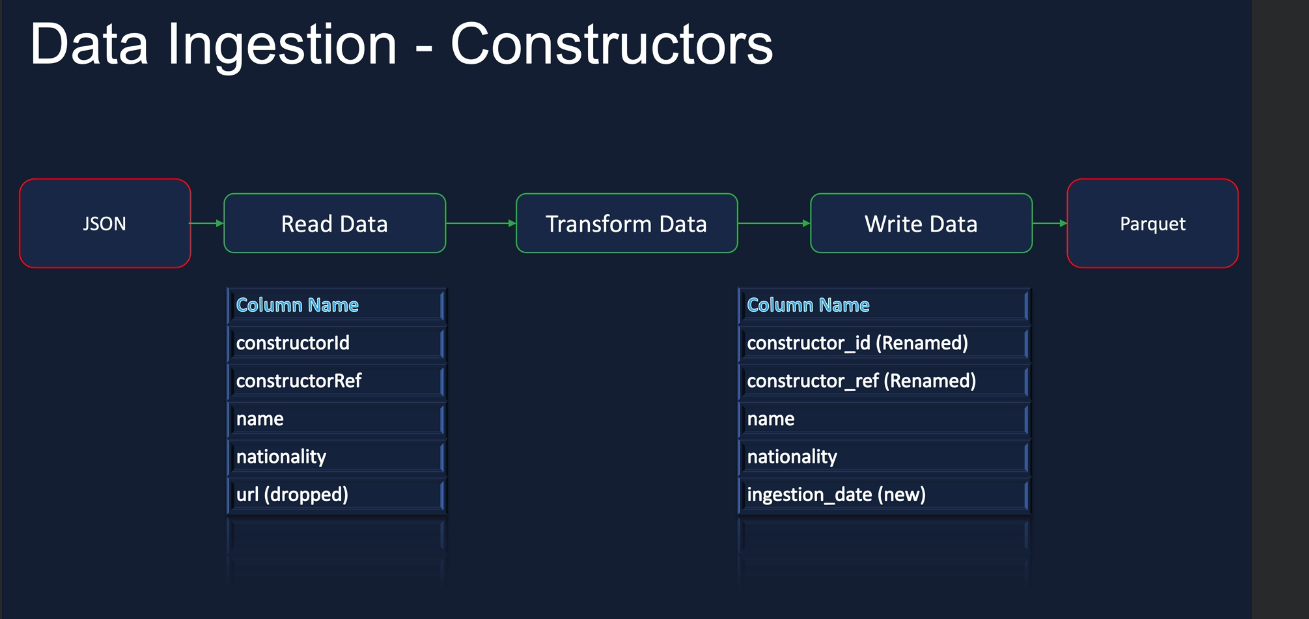 Data Ingestion - Constructors
JSON
Read Data
Transform Data
Write Data
Parquet
Column Name
constructorId
constructorRef
name
nationality
url (dropped)
Column Name
constructor_id (Renamed)
constructor_ref (Renamed)
name
nationality
ingestion_date (new)